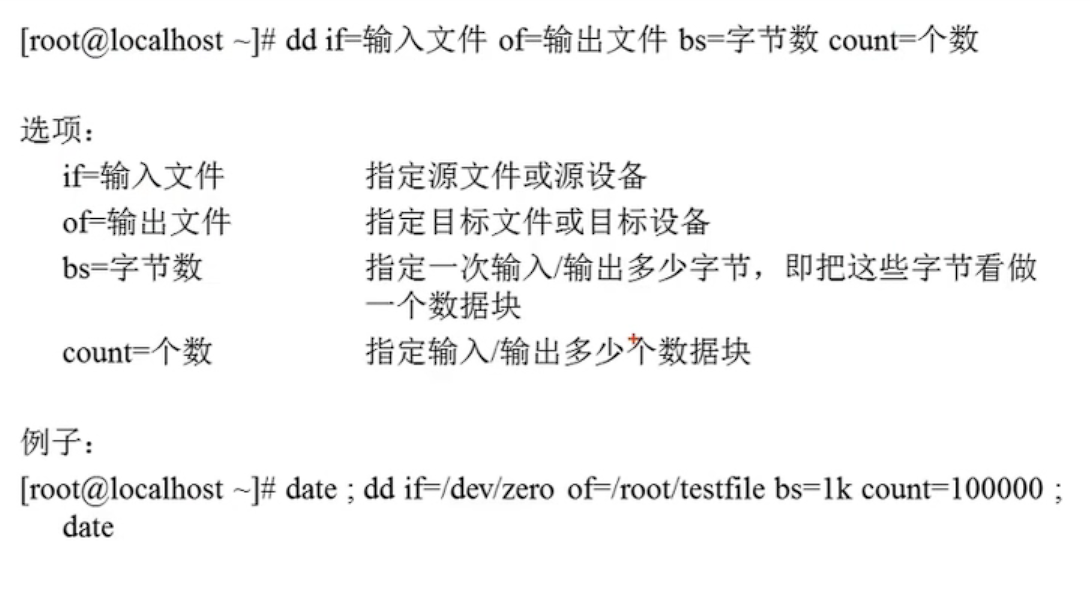 [root@localhost ~]# dd if=输入文件 of=输出文件 bs=字节数 count=个数
选项：
if=输入文件 指定源文件或源设备
of=输出文件 指定目标文件或目标设备
bs=字节数 指定一次输入/输出多少字节，即把这些字节看做
一个数据块
count=个数 指定输入/输出多少个数据块
例子：
[root@localhost ~]# date ; dd if=/dev/zero of=/root/testfile bs=1k count=100000 ;
date